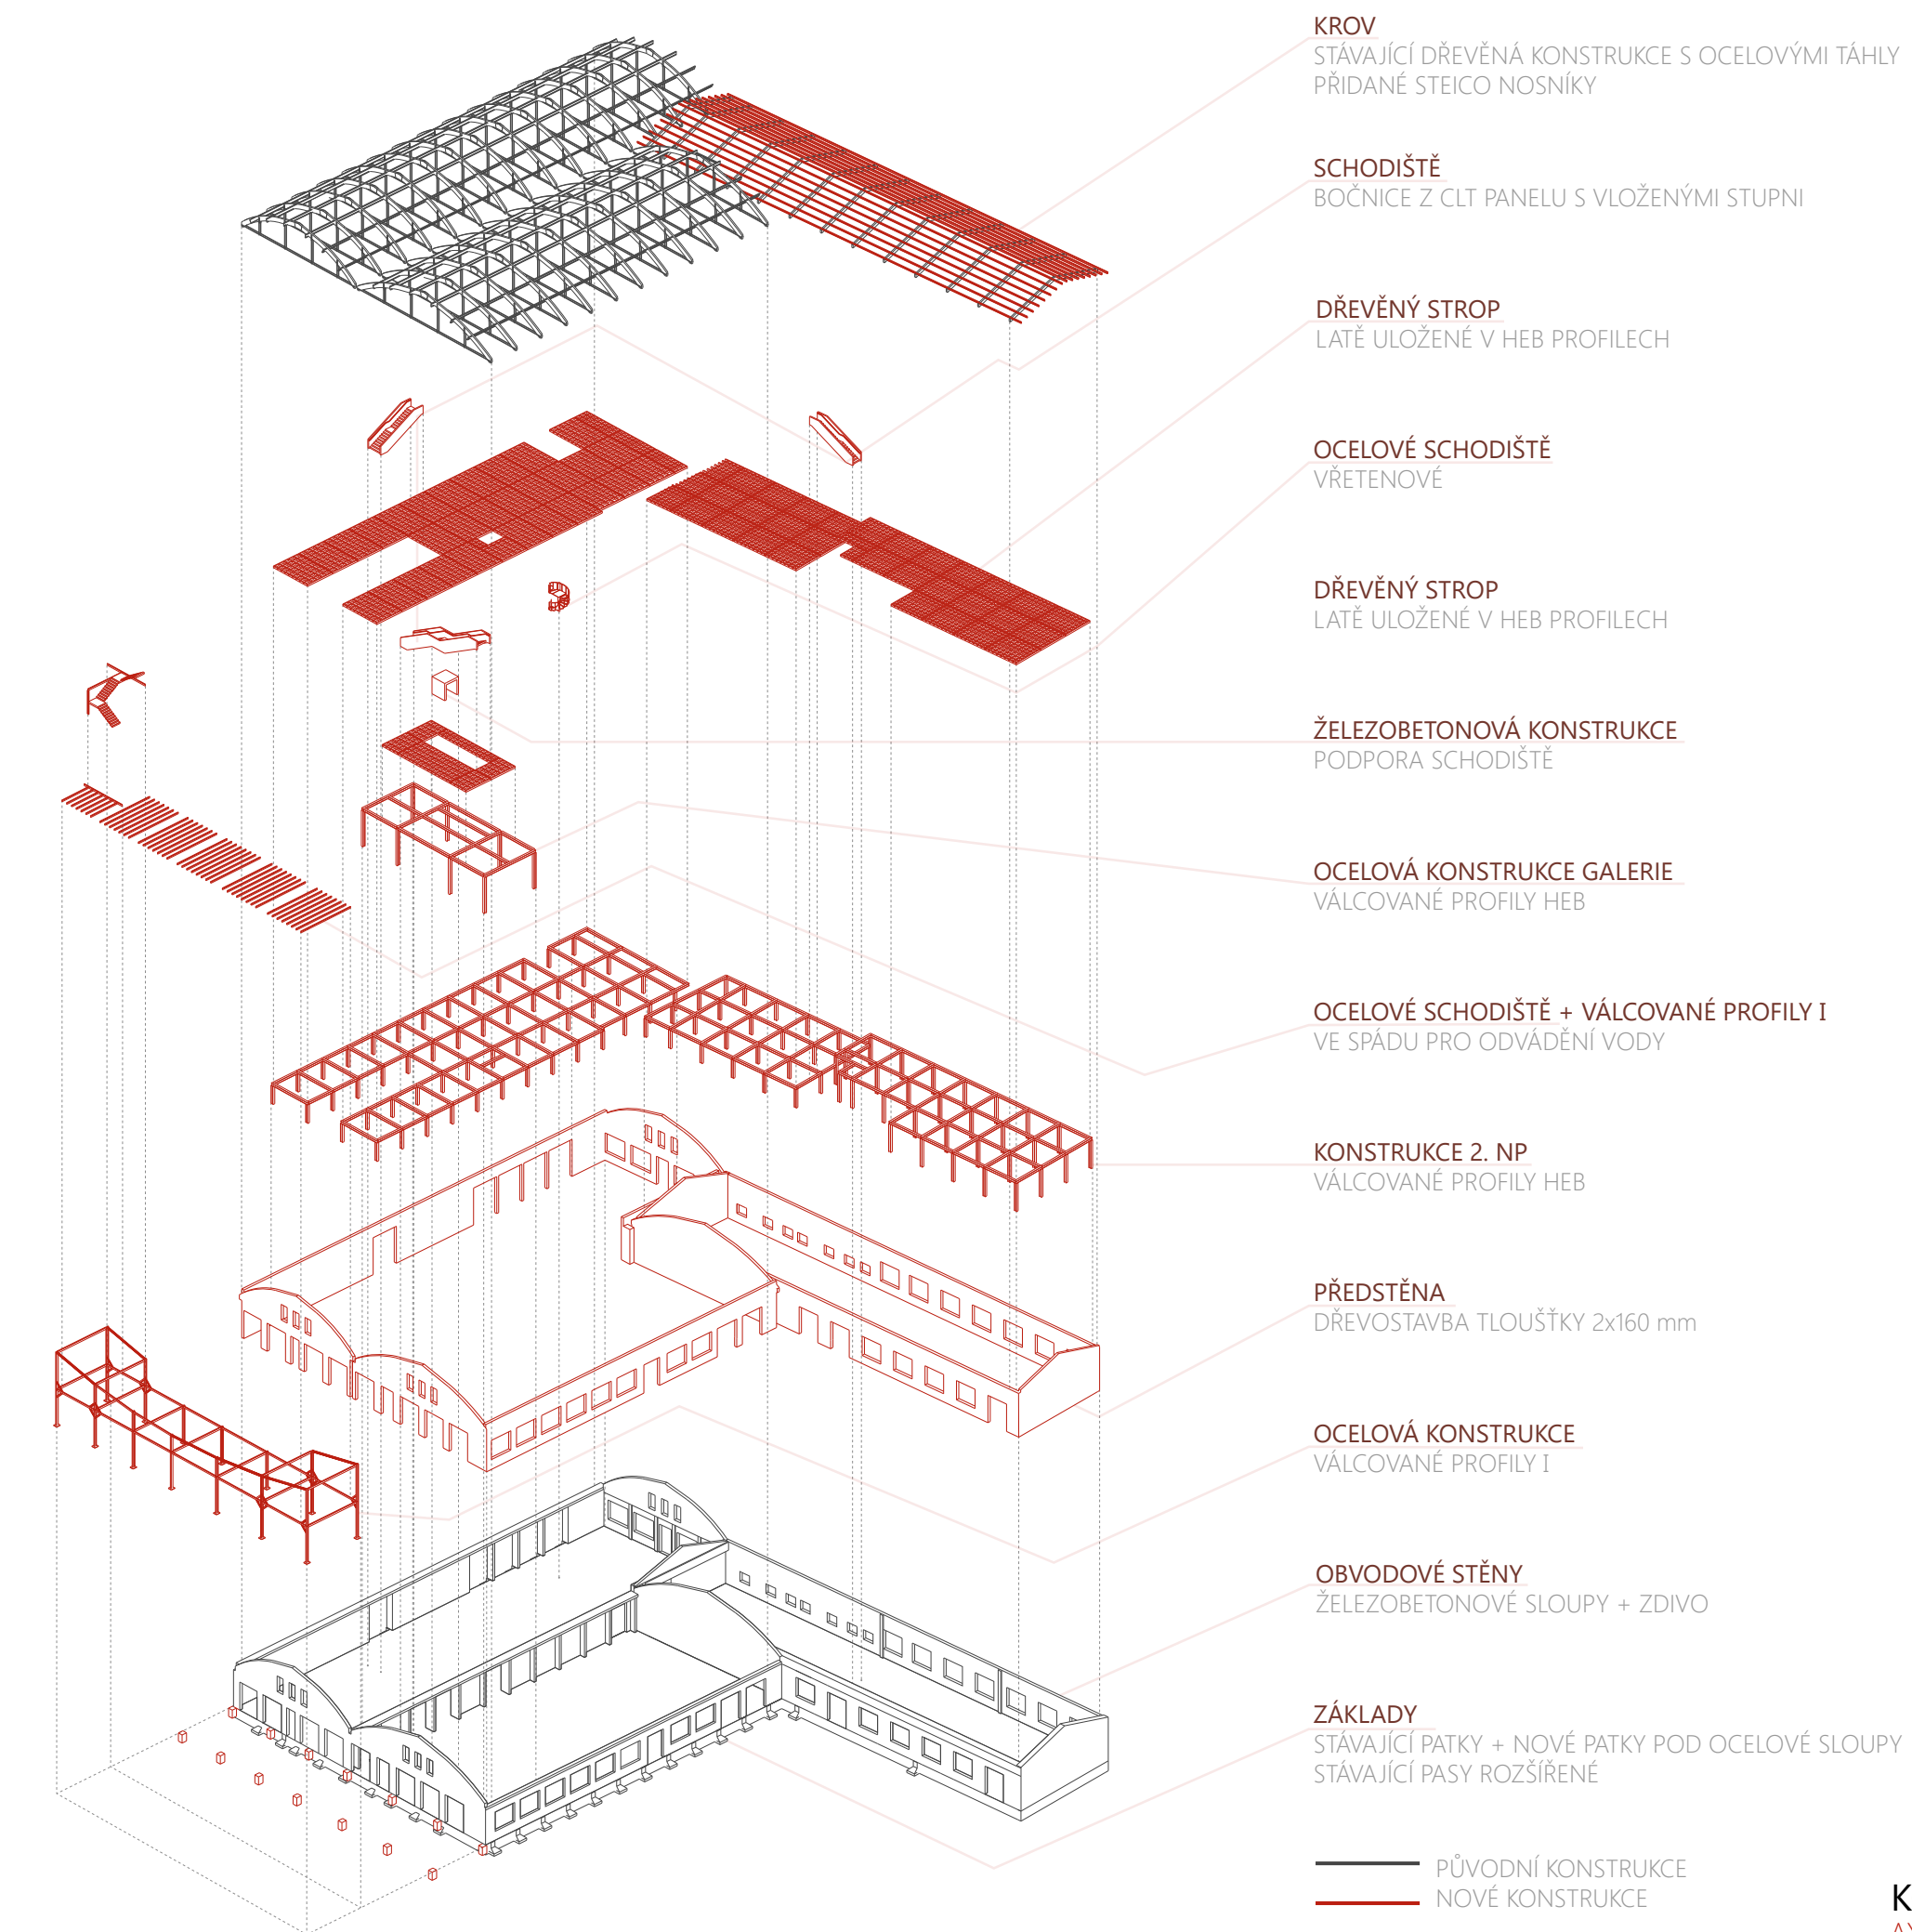 KROV
STÁVAJÍCÍ DŘEVĚNÁ KONSTRUKCE S OCELOVÝMI TÁHLY
PŘIDANÉ STEICO NOSNÍKY
SCHODIŠTĚ
BOČNICE Z CLT PANELU S VLOŽENÝMI STUPNI
DŘEVĚNÝ STROP
LATĚ ULOŽENÉ V HEB PROFILECH
OCELOVÉ SCHODIŠTĚ
VŘETENOVÉ
DŘEVĚNÝ STROP
LATĚ ULOŽENÉ V HEB PROFILECH
ŽELEZOBETONOVÁ KONSTRUKCE
PODPORA SCHODIŠTĚ
OCELOVÁ KONSTRUKCE GALERIE
VÁLCOVANÉ PROFILY HEB
OCELOVÉ SCHODIŠTĚ + VÁLCOVANÉ PROFILY I
VE SPÁDU PRO ODVÁDĚNÍ VODY
KONSTRUKCE 2. NP
VÁLCOVANÉ PROFILY HEB
PŘEDSTĚNA
DŘEVOSTAVBA TLOUŠŤKY 2x160 mm
OCELOVÁ KONSTRUKCE
VÁLCOVANÉ PROFILY I
OBVODOVÉ STĚNY
ŽELEZOBETONOVÉ SLOUPY + ZDIVO
ZÁKLADY
STÁVAJÍCÍ PATKY + NOVÉ PATKY POD OCELOVÉ SLOUPY
STÁVAJÍCÍ PASY ROZŠÍŘENÉ
PŮVODNÍ KONSTRUKCE
NOVÉ KONSTRUKCE
K